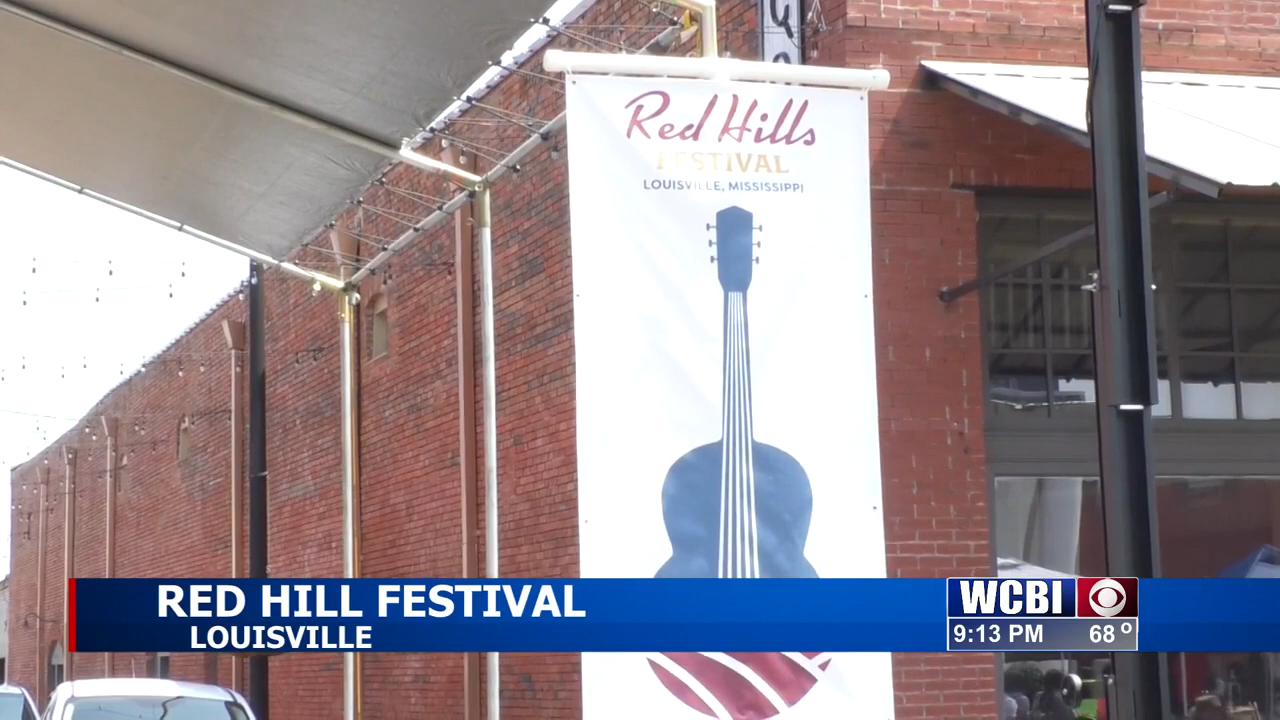 Red Hills
FESTIVAL
LOUISVILLE, MISSISSIPPI
RED HILL FESTIVAL
LOUISVILLE
WCBI
9:13 PM 68°